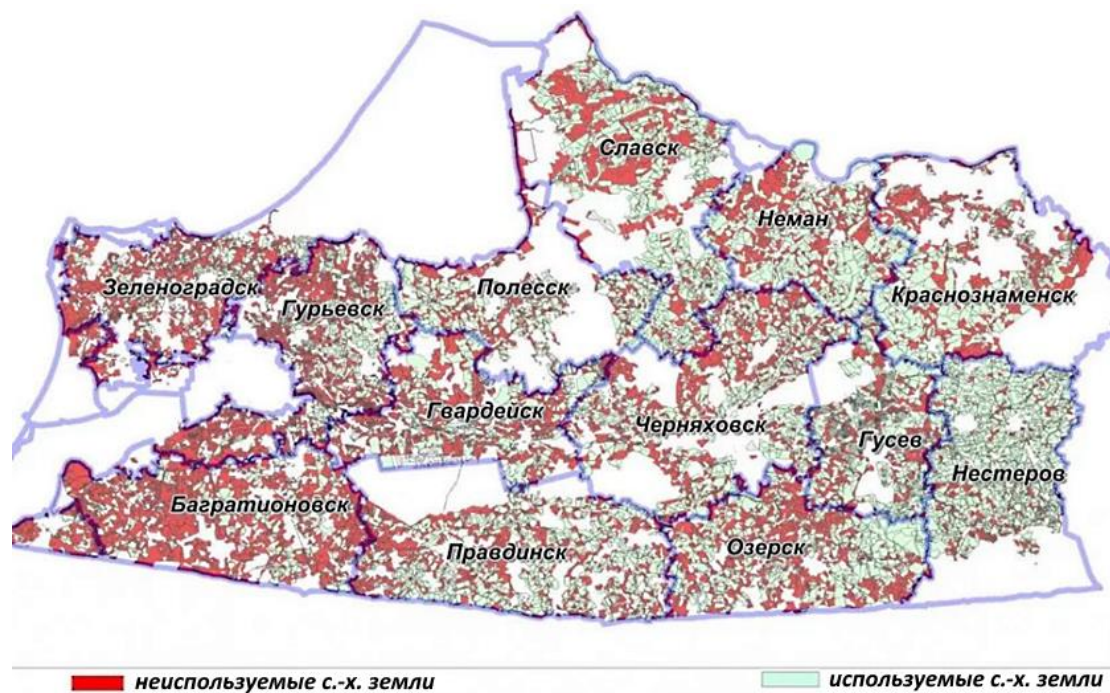 Славск
Неман
Зеленоградск
Гурьевск
Полесск
Краснознаменск
Гвардейск
Черняховск
Гусев
Нестеров
Багратионовск
Правдинск
Озерск
неиспользуемые с.-х. земли
используемые с.-х. земли